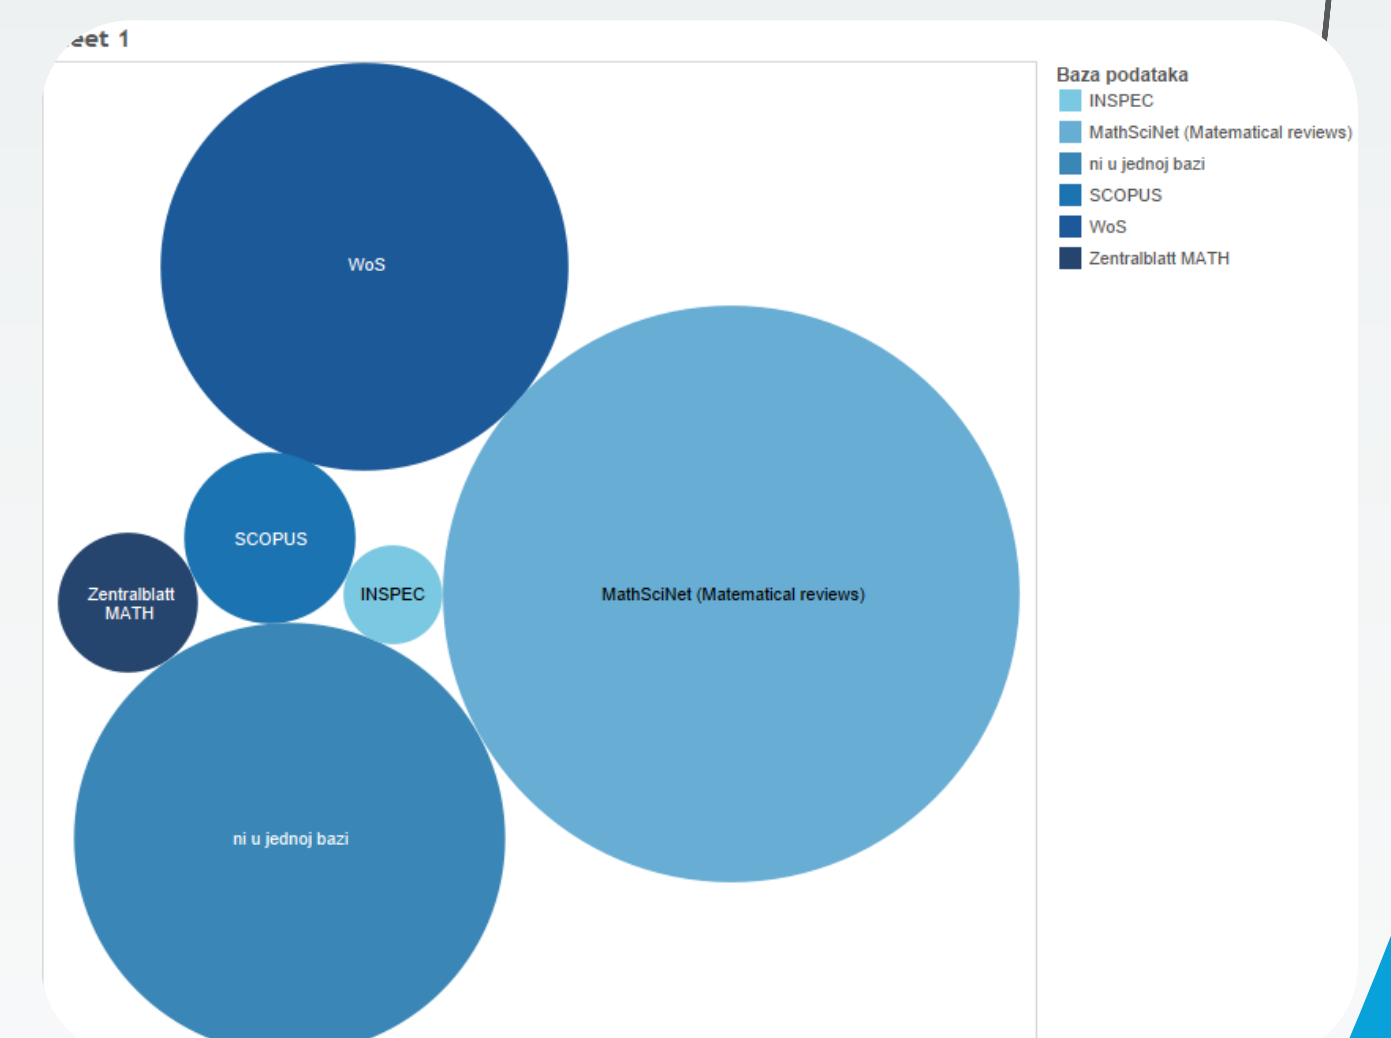 eet 1
Baza podataka
INSPEC
MathSciNet (Matematical reviews)
ni u jednoj bazi
SCOPUS
WoS
Zentralblatt MATH
WoS
SCOPUS
Zentralblatt
MATH
INSPEC
MathSciNet (Matematical reviews)
ni u jednoj bazi